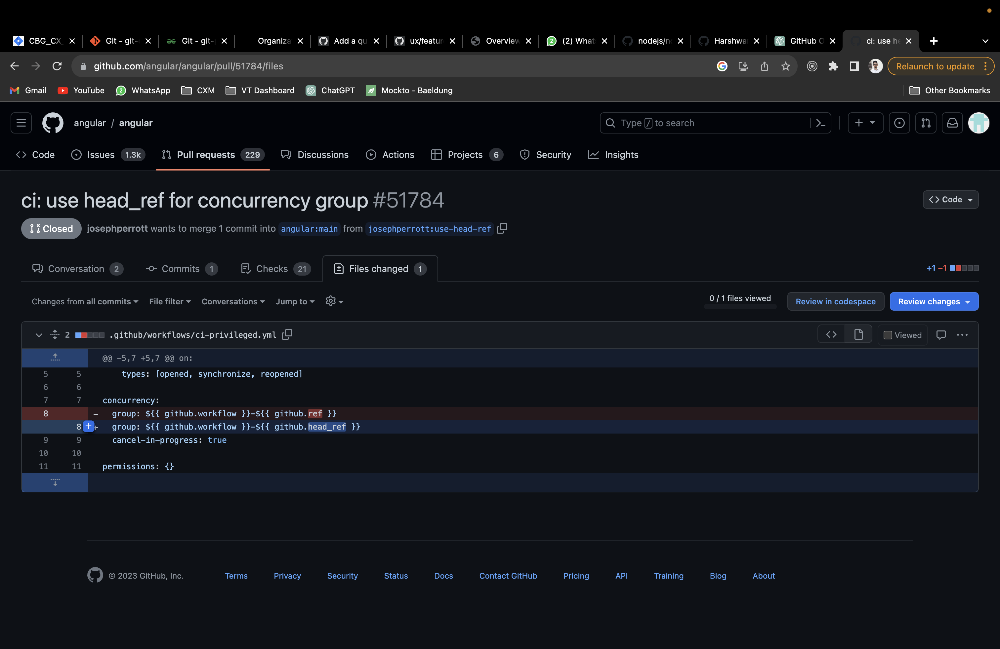 CBG_CX Git - git- Git - git- Organiza Add a qu ux/featur Overview 2 (2) What nodejs/n Harshwa GitHub O ci: use he
github.com/angular/angular/pull/51784/files Relaunch to update
Gmail YouTube 2 WhatsApp CXM VT Dashboard ChatGPT Mockto - Baeldung Other Bookmarks
angular / angular Type / to search
Code Issues 1.3k Pull requests 229 Discussions Actions Projects 6 Security Insights
ci: use head_ref for concurrency group #51784 Code
Closed josephperrott wants to merge 1 commit into angular:main from josephperrott:use-head-ref
Conversation 2 Commits 1 Checks 21 Files changed 1 +1 −1
Changes from all commits File filter Conversations Jump to 0 / 1 files viewed Review in codespace Review changes
2 .github/workflows/ci-privileged.yml Viewed
@@ -5,7 +5,7 @@ on:
5 5 types: [opened, synchronize, reopened]
6 6
7 7 concurrency:
8 - group: ${{ github.workflow }}-${{ github.ref }}
8 + group: ${{ github.workflow }}-${{ github.head_ref }}
9 9 cancel-in-progress: true
10 10
11 11 permissions: {}
© 2023 GitHub, Inc. Terms Privacy Security Status Docs Contact GitHub Pricing API Training Blog About